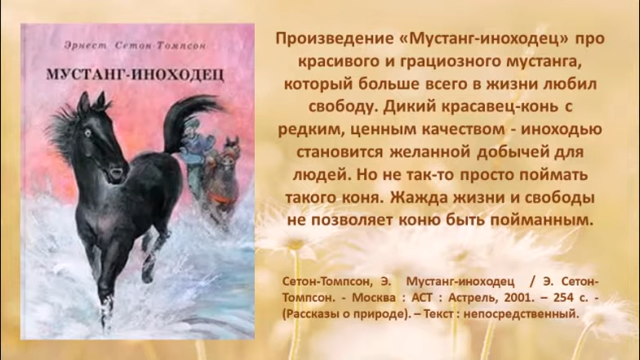 Эрнест Сетон-Томпсон
МУСТАНГ-ИНОХОДЕЦ
Произведение «Мустанг-иноходец» про
красивого и грациозного мустанга,
который больше всего в жизни любил
свободу. Дикий красавец-конь с
редким, ценным качеством - иноходью
становится желанной добычей для
людей. Но не так-то просто поймать
такого коня. Жажда жизни и свободы
не позволяет коню быть пойманным.
Сетон-Томпсон, Э. Мустанг-иноходец / Э. Сетон-
Томпсон. - Москва : АСТ : Астрель, 2001. – 254 с. -
(Рассказы о природе). – Текст : непосредственный.